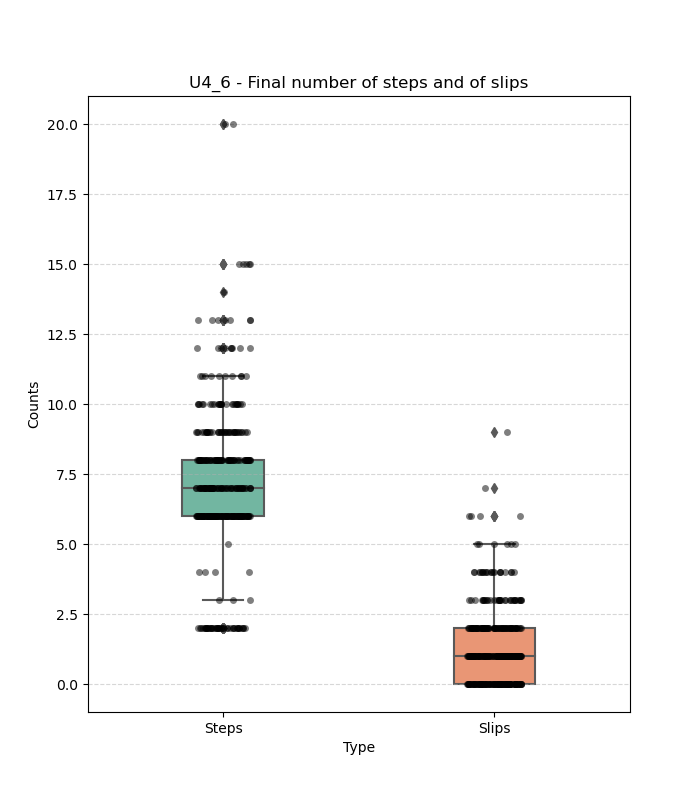 U4_6 - Final number of steps and of slips
20.0
17.5
15.0
12.5
10.0
7.5
5.0
2.5
0.0
Counts
Steps
Slips
Type